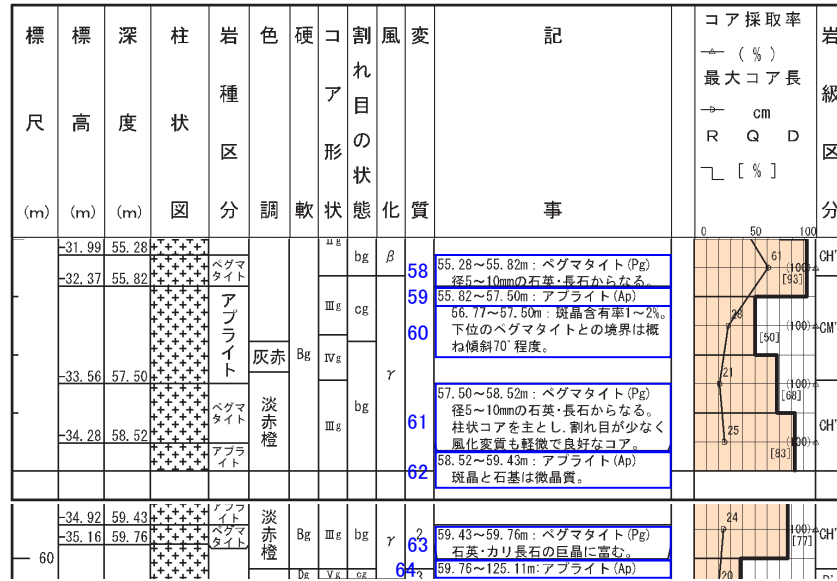 標尺(m) 標高(m) 深度(m) 柱状図 岩種区分 色調 硬軟 コア形状 割れ目の状態 風化 変質 記事
コア採取率
(%)
最大コア長
cm
RQD
[%]
岩級区分
0 50 100
-31.99 55.28
-32.37 55.82
-33.56 57.50
-34.28 58.52
ペグマ
タイト
アプライト
ペグマ
タイト
アプラ
イト
灰赤
淡赤橙
Bg
Ⅲg
Ⅳg
Ⅲg
bg
cg
bg
β
γ
58
55.28～55.82m:ペグマタイト(Pg)
径5～10mmの石英・長石からなる。
59
55.82～57.50m:アプライト(Ap)
60
56.77～57.50m:斑晶含有率1～2%。
下位のペグマタイトとの境界は概
ね傾斜70°程度。
61
57.50～58.52m:ペグマタイト(Pg)
径5～10mmの石英・長石からなる。
柱状コアを主とし、割れ目が少なく
風化変質も軽微で良好なコア。
62
58.52～59.43m:アプライト(Ap)
斑晶と石基は微晶質。
61
(100)
[93]
CH'
28
(100)
[50]
CM'
21
(100)
[68]
25
(100)
[83]
CH'
-34.92 59.43
-35.16 59.76
60
アプラ
イト
ペグマ
タイト
淡赤橙
Bg Ⅲg bg γ 2
63
59.43～59.76m:ペグマタイト(Pg)
石英・カリ長石の巨晶に富む。
64
59.76～125.11m:アプライト(Ap)
24
(100)
[77]
CH'
20